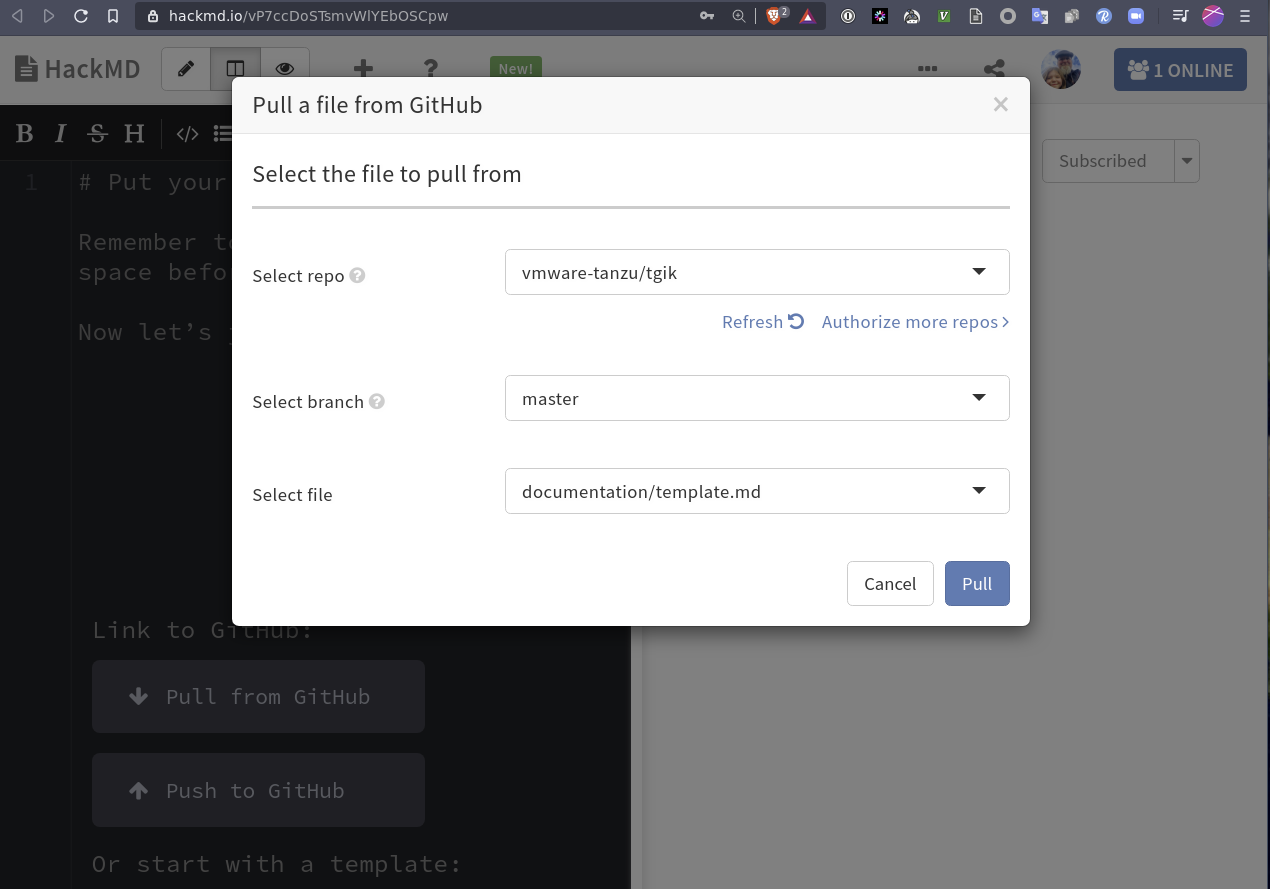 hackmd.io/vP7ccDoSTsmvWlYEbOSCpw
2
HackMD
?
New!
1 ONLINE
B I S H </>
Pull a file from GitHub
×
Subscribed
Select the file to pull from
1
# Put your
Remember to
space befo
Now let’s
Select repo ?
vmware-tanzu/tgik
Refresh
Authorize more repos >
Select branch ?
master
Select file
documentation/template.md
Cancel
Pull
Link to GitHub:
Pull from GitHub
Push to GitHub
Or start with a template: